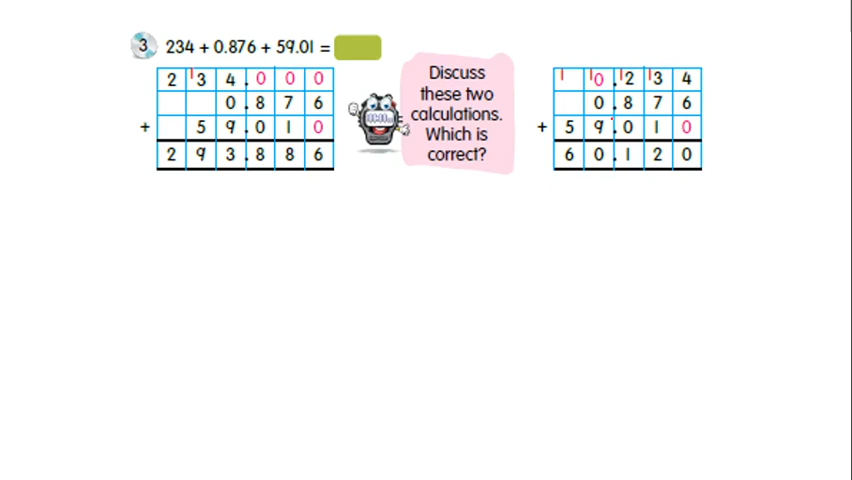 3 234 + 0.876 + 59.01 =
2 1 3 4 . 0 0 0
0 . 8 7 6
+ 5 9 . 0 1 0
2 9 3 . 8 8 6
Discuss
these two
calculations.
Which is
correct?
1 1 0 . 1 2 1 3 4
0 . 8 7 6
+ 5 9 . 0 1 0
6 0 . 1 2 0